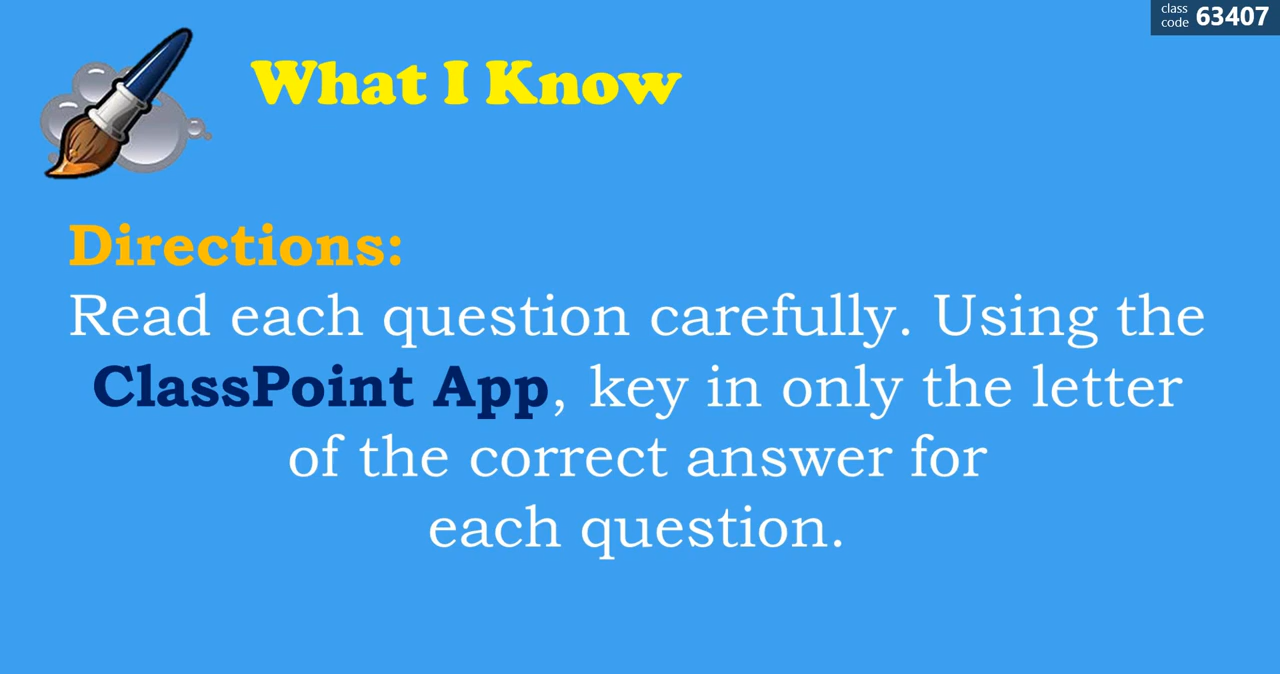 class
code 63407
What I Know
Directions:
Read each question carefully. Using the
ClassPoint App, key in only the letter
of the correct answer for
each question.